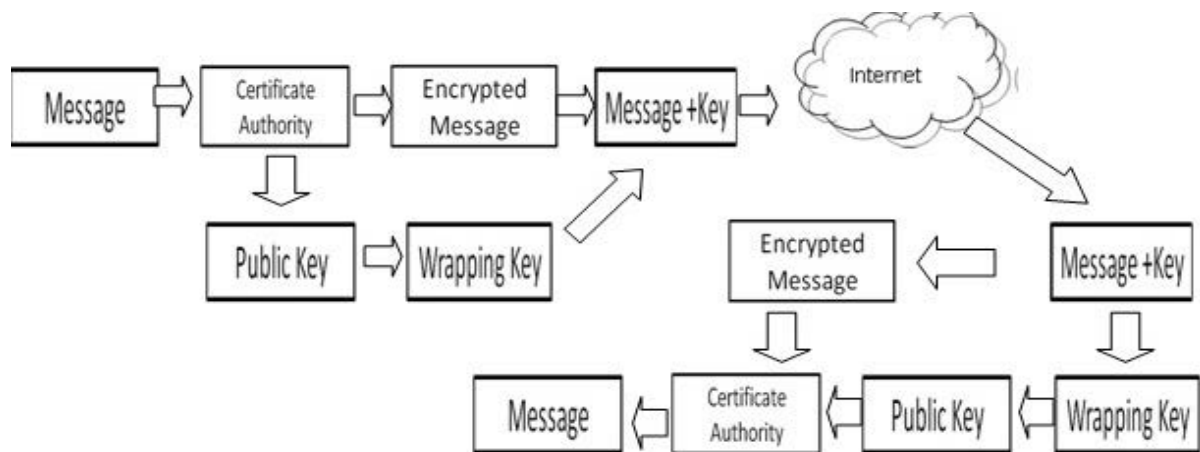 Message
Certificate
Authority
Encrypted
Message
Message +Key
Internet
Public Key
Wrapping Key
Encrypted
Message
Message +Key
Message
Certificate
Authority
Public Key
Wrapping Key